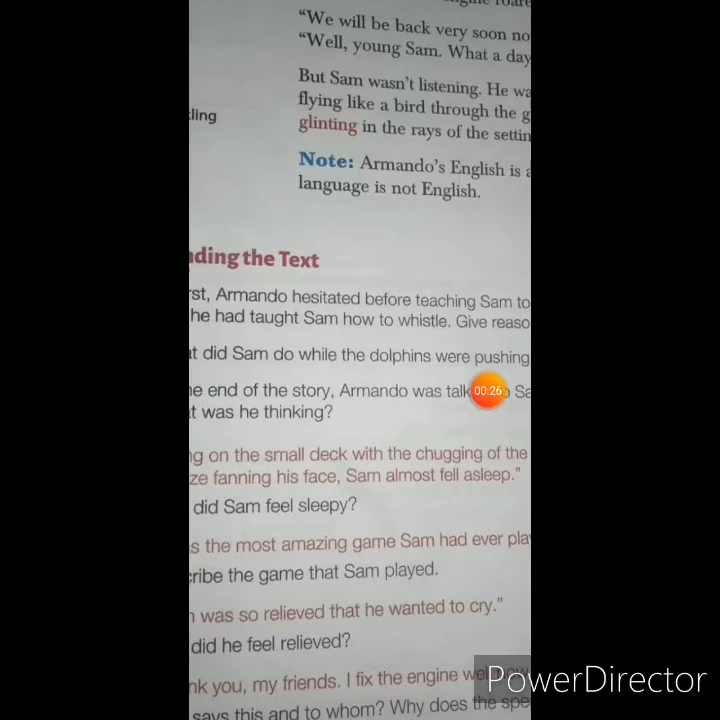 "We will be back very soon no
"Well, young Sam. What a day
But Sam wasn't listening. He wa
flying like a bird through the g
glinting in the rays of the settin
Note: Armando's English is a
language is not English.
ding the Text
rst, Armando hesitated before teaching Sam to
he had taught Sam how to whistle. Give reaso
t did Sam do while the dolphins were pushing
e end of the story, Armando was talk 00:26 Sa
t was he thinking?
g on the small deck with the chugging of the
ze fanning his face, Sam almost fell asleep."
did Sam feel sleepy?
s the most amazing game Sam had ever pla
cribe the game that Sam played.
was so relieved that he wanted to cry."
did he feel relieved?
nk you, my friends. I fix the engine
says this and to whom? Why does the spe
PowerDirector